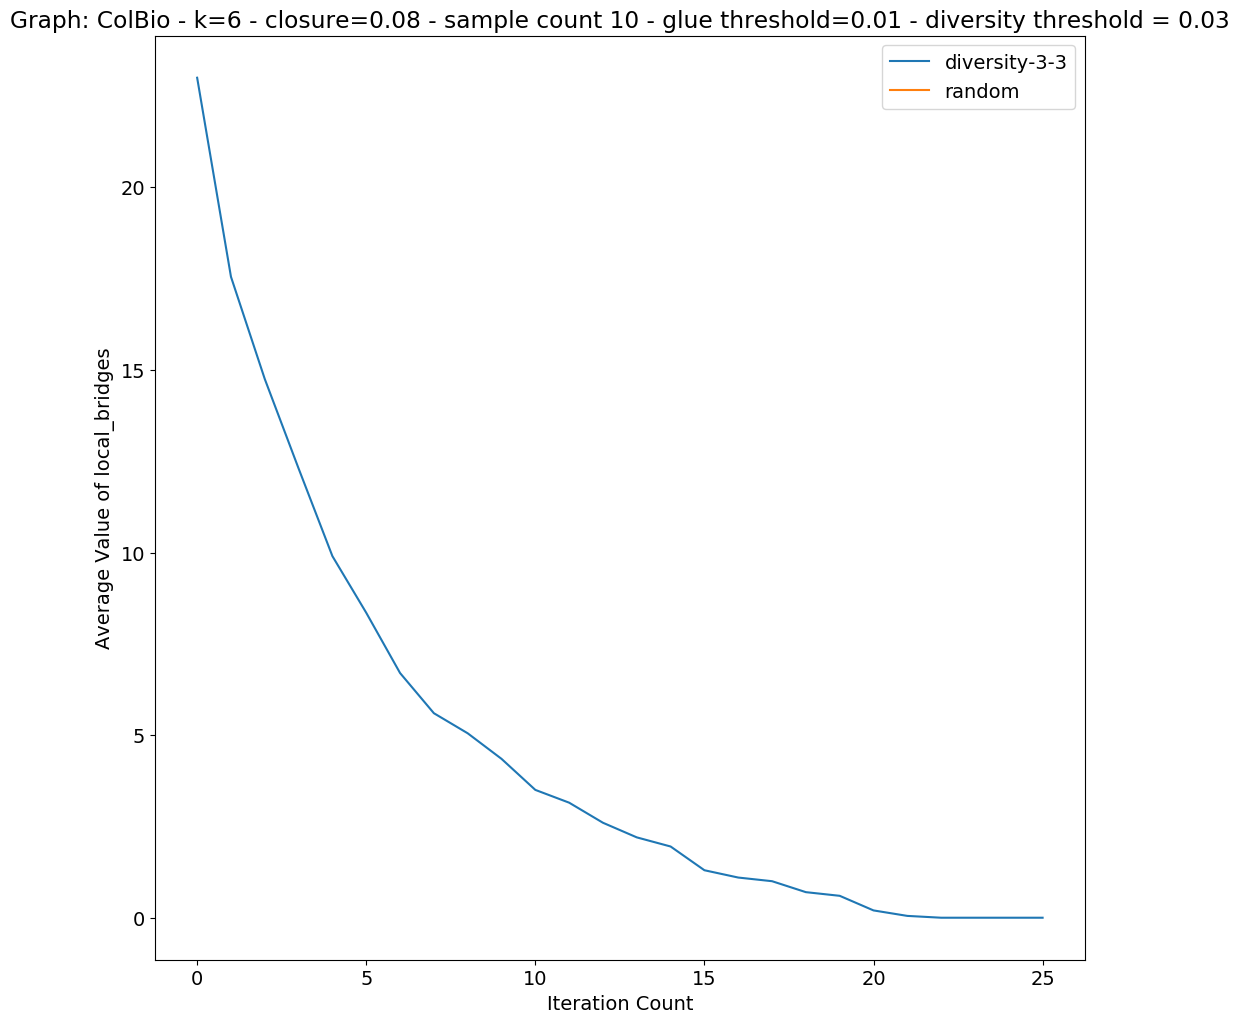 Graph: ColBio - k=6 - closure=0.08 - sample count 10 - glue threshold=0.01 - diversity threshold = 0.03
diversity-3-3
random
20
15
10
5
0
Average Value of local_bridges
0 5 10 15 20 25
Iteration Count